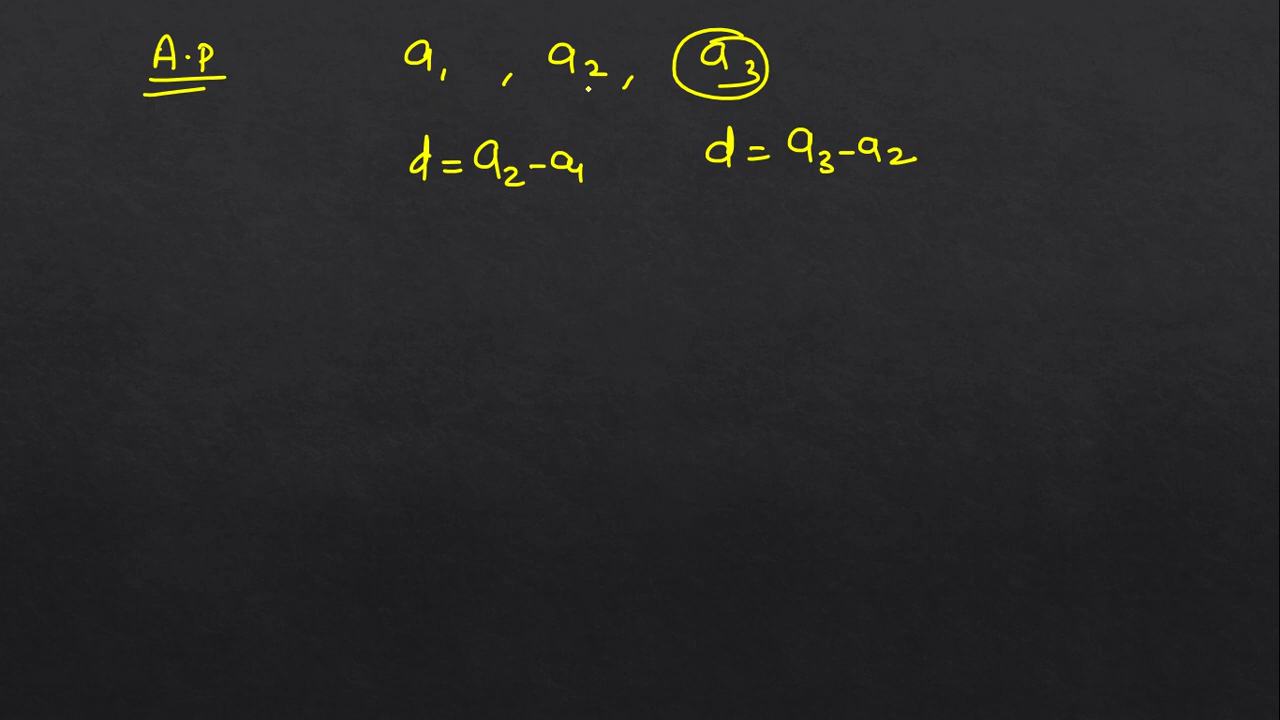 A.P a₁ , a₂ , a₃
d = a₂ - a₁ d = a₃ - a₂